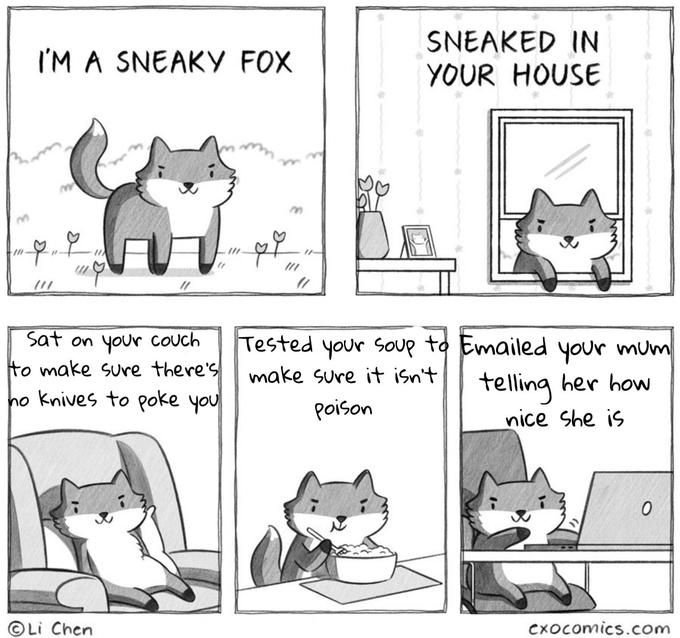 I'M A SNEAKY FOX
SNEAKED IN
YOUR HOUSE
Sat on your couch
to make sure there's
no knives to poke you
Tested your soup to
make sure it isn't
poison
Emailed your mum
telling her how
nice she is
©Li Chen
exocomics.com